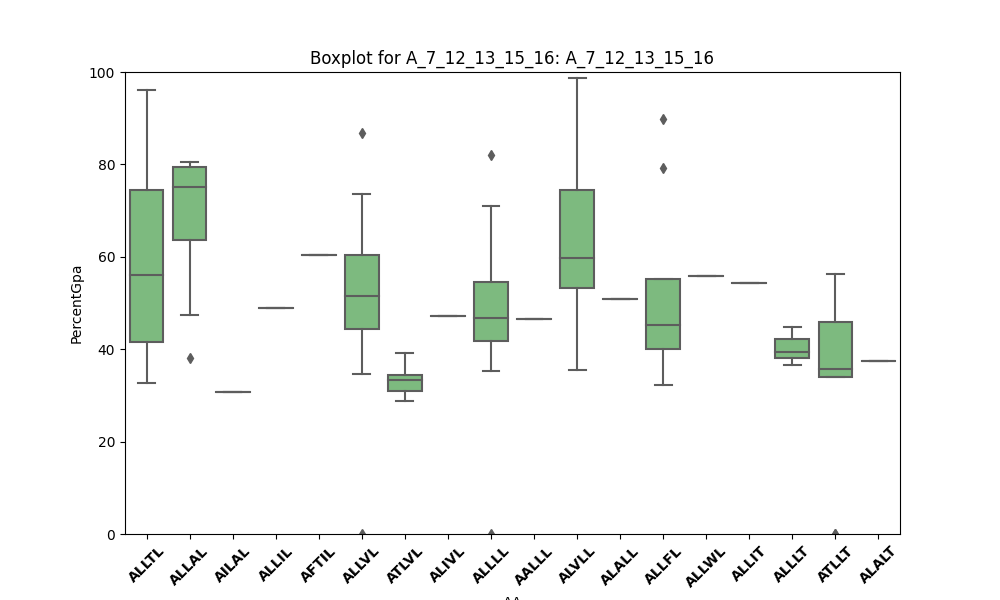 Boxplot for A_7_12_13_15_16: A_7_12_13_15_16
PercentGpa
100
80
60
40
20
0
ALLTL ALLAL AILAL ALLIL AFTIL ALLVL ATLVL ALIVL ALLLL AALLL ALVLL ALALL ALLFL ALLWL ALLIT ALLLT ATLLT ALALT
AA